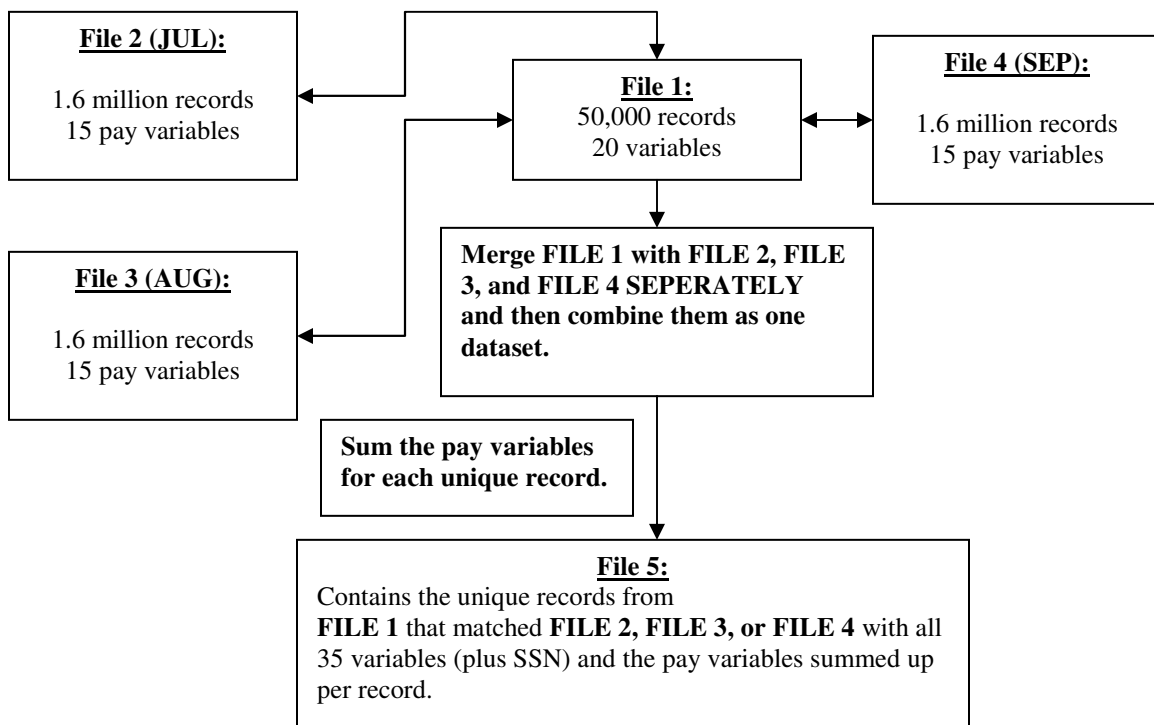 File 2 (JUL):
1.6 million records
15 pay variables
File 1:
50,000 records
20 variables
File 4 (SEP):
1.6 million records
15 pay variables
File 3 (AUG):
1.6 million records
15 pay variables
Merge FILE 1 with FILE 2, FILE
3, and FILE 4 SEPERATELY
and then combine them as one
dataset.
Sum the pay variables
for each unique record.
File 5:
Contains the unique records from
FILE 1 that matched FILE 2, FILE 3, or FILE 4 with all
35 variables (plus SSN) and the pay variables summed up
per record.